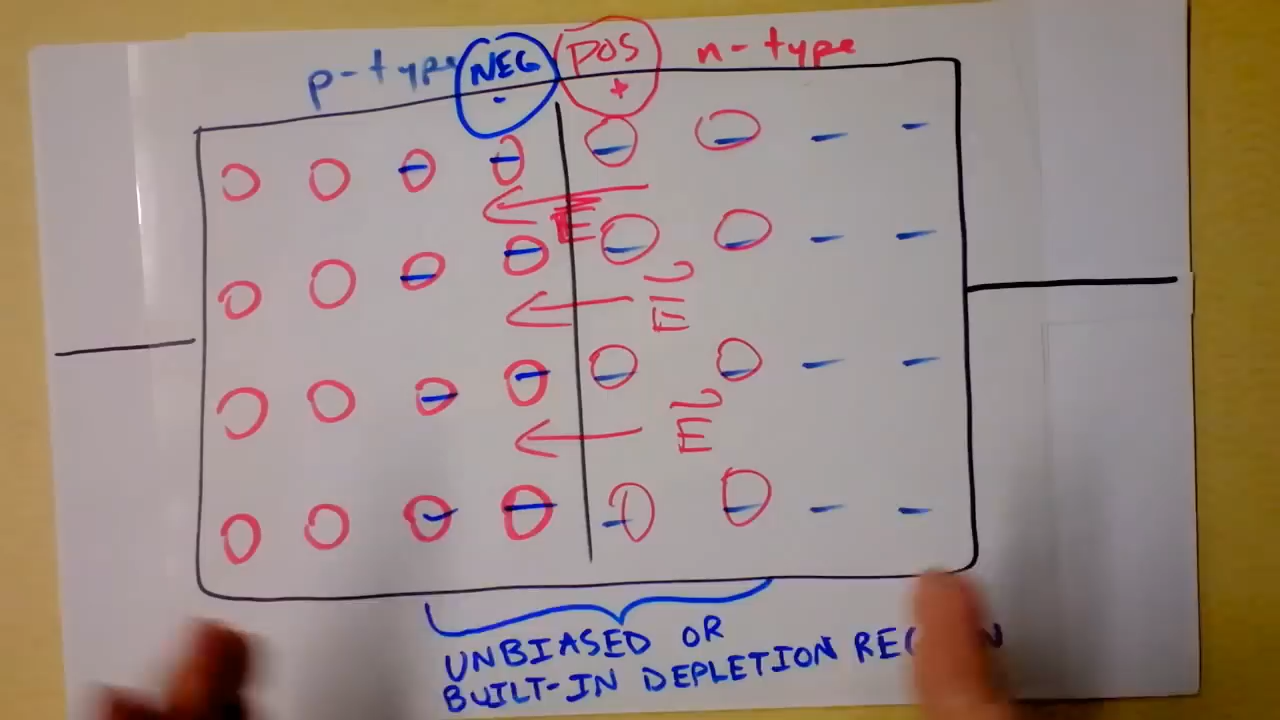 p-type NEG POS n-type
- +
E
E
E
UNBIASED OR
BUILT-IN DEPLETION